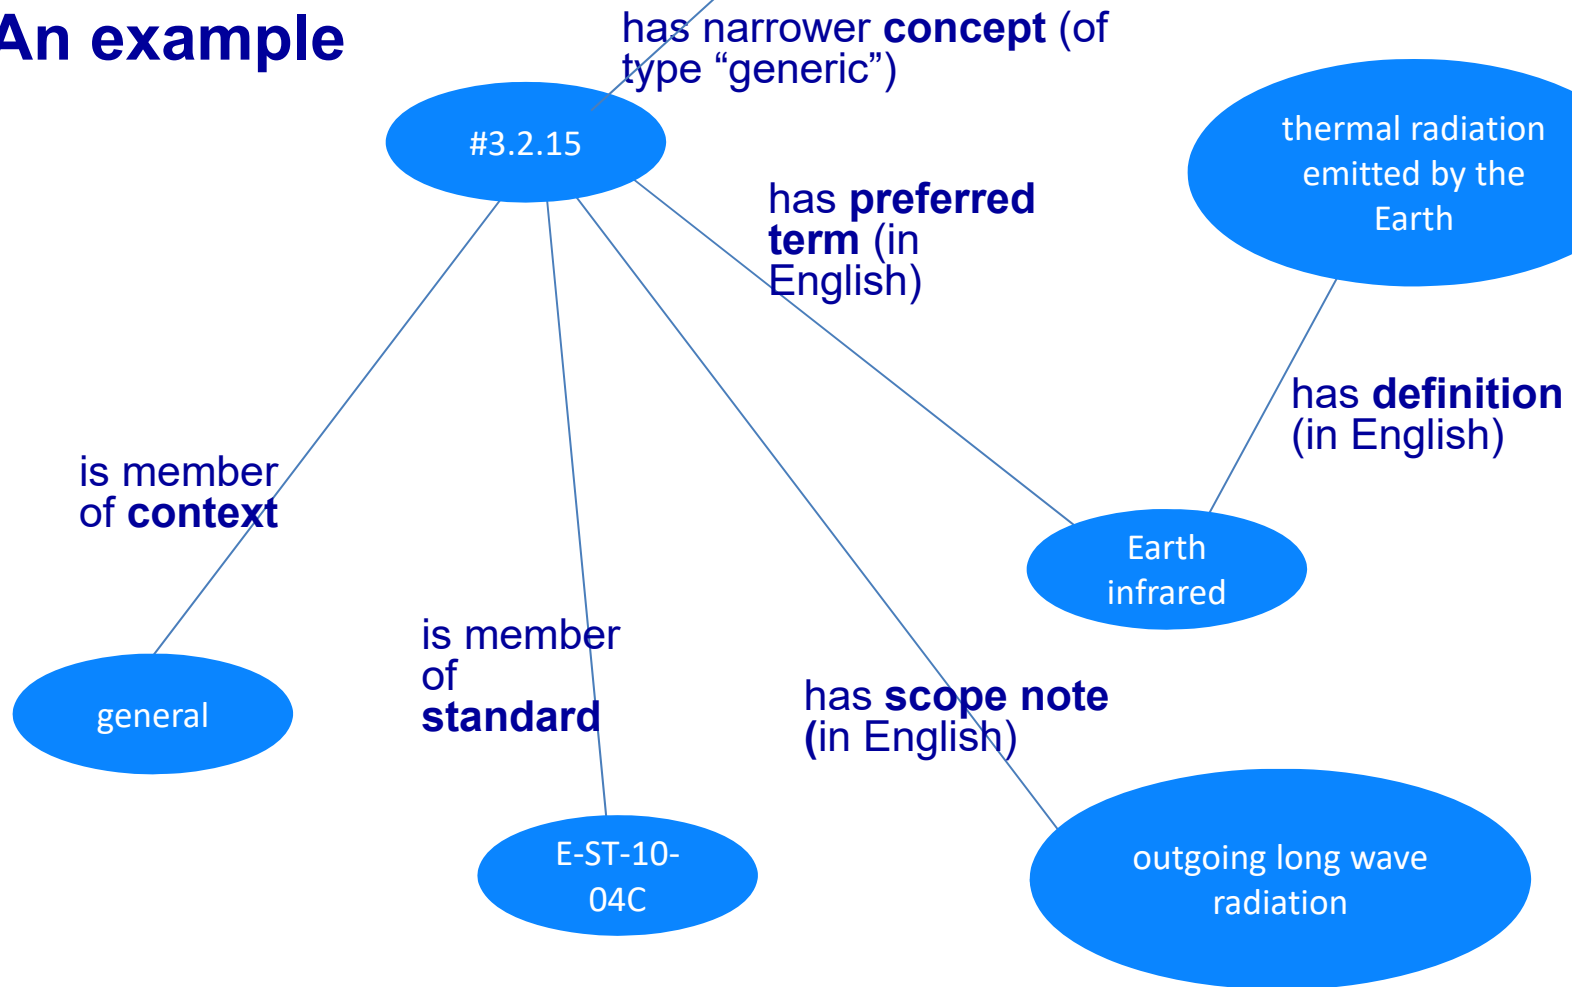 An example
has narrower concept (of
type “generic”)
#3.2.15
thermal radiation
emitted by the
Earth
has preferred
term (in
English)
has definition
(in English)
is member
of context
Earth
infrared
is member
of
standard
has scope note
(in English)
general
E-ST-10-
04C
outgoing long wave
radiation